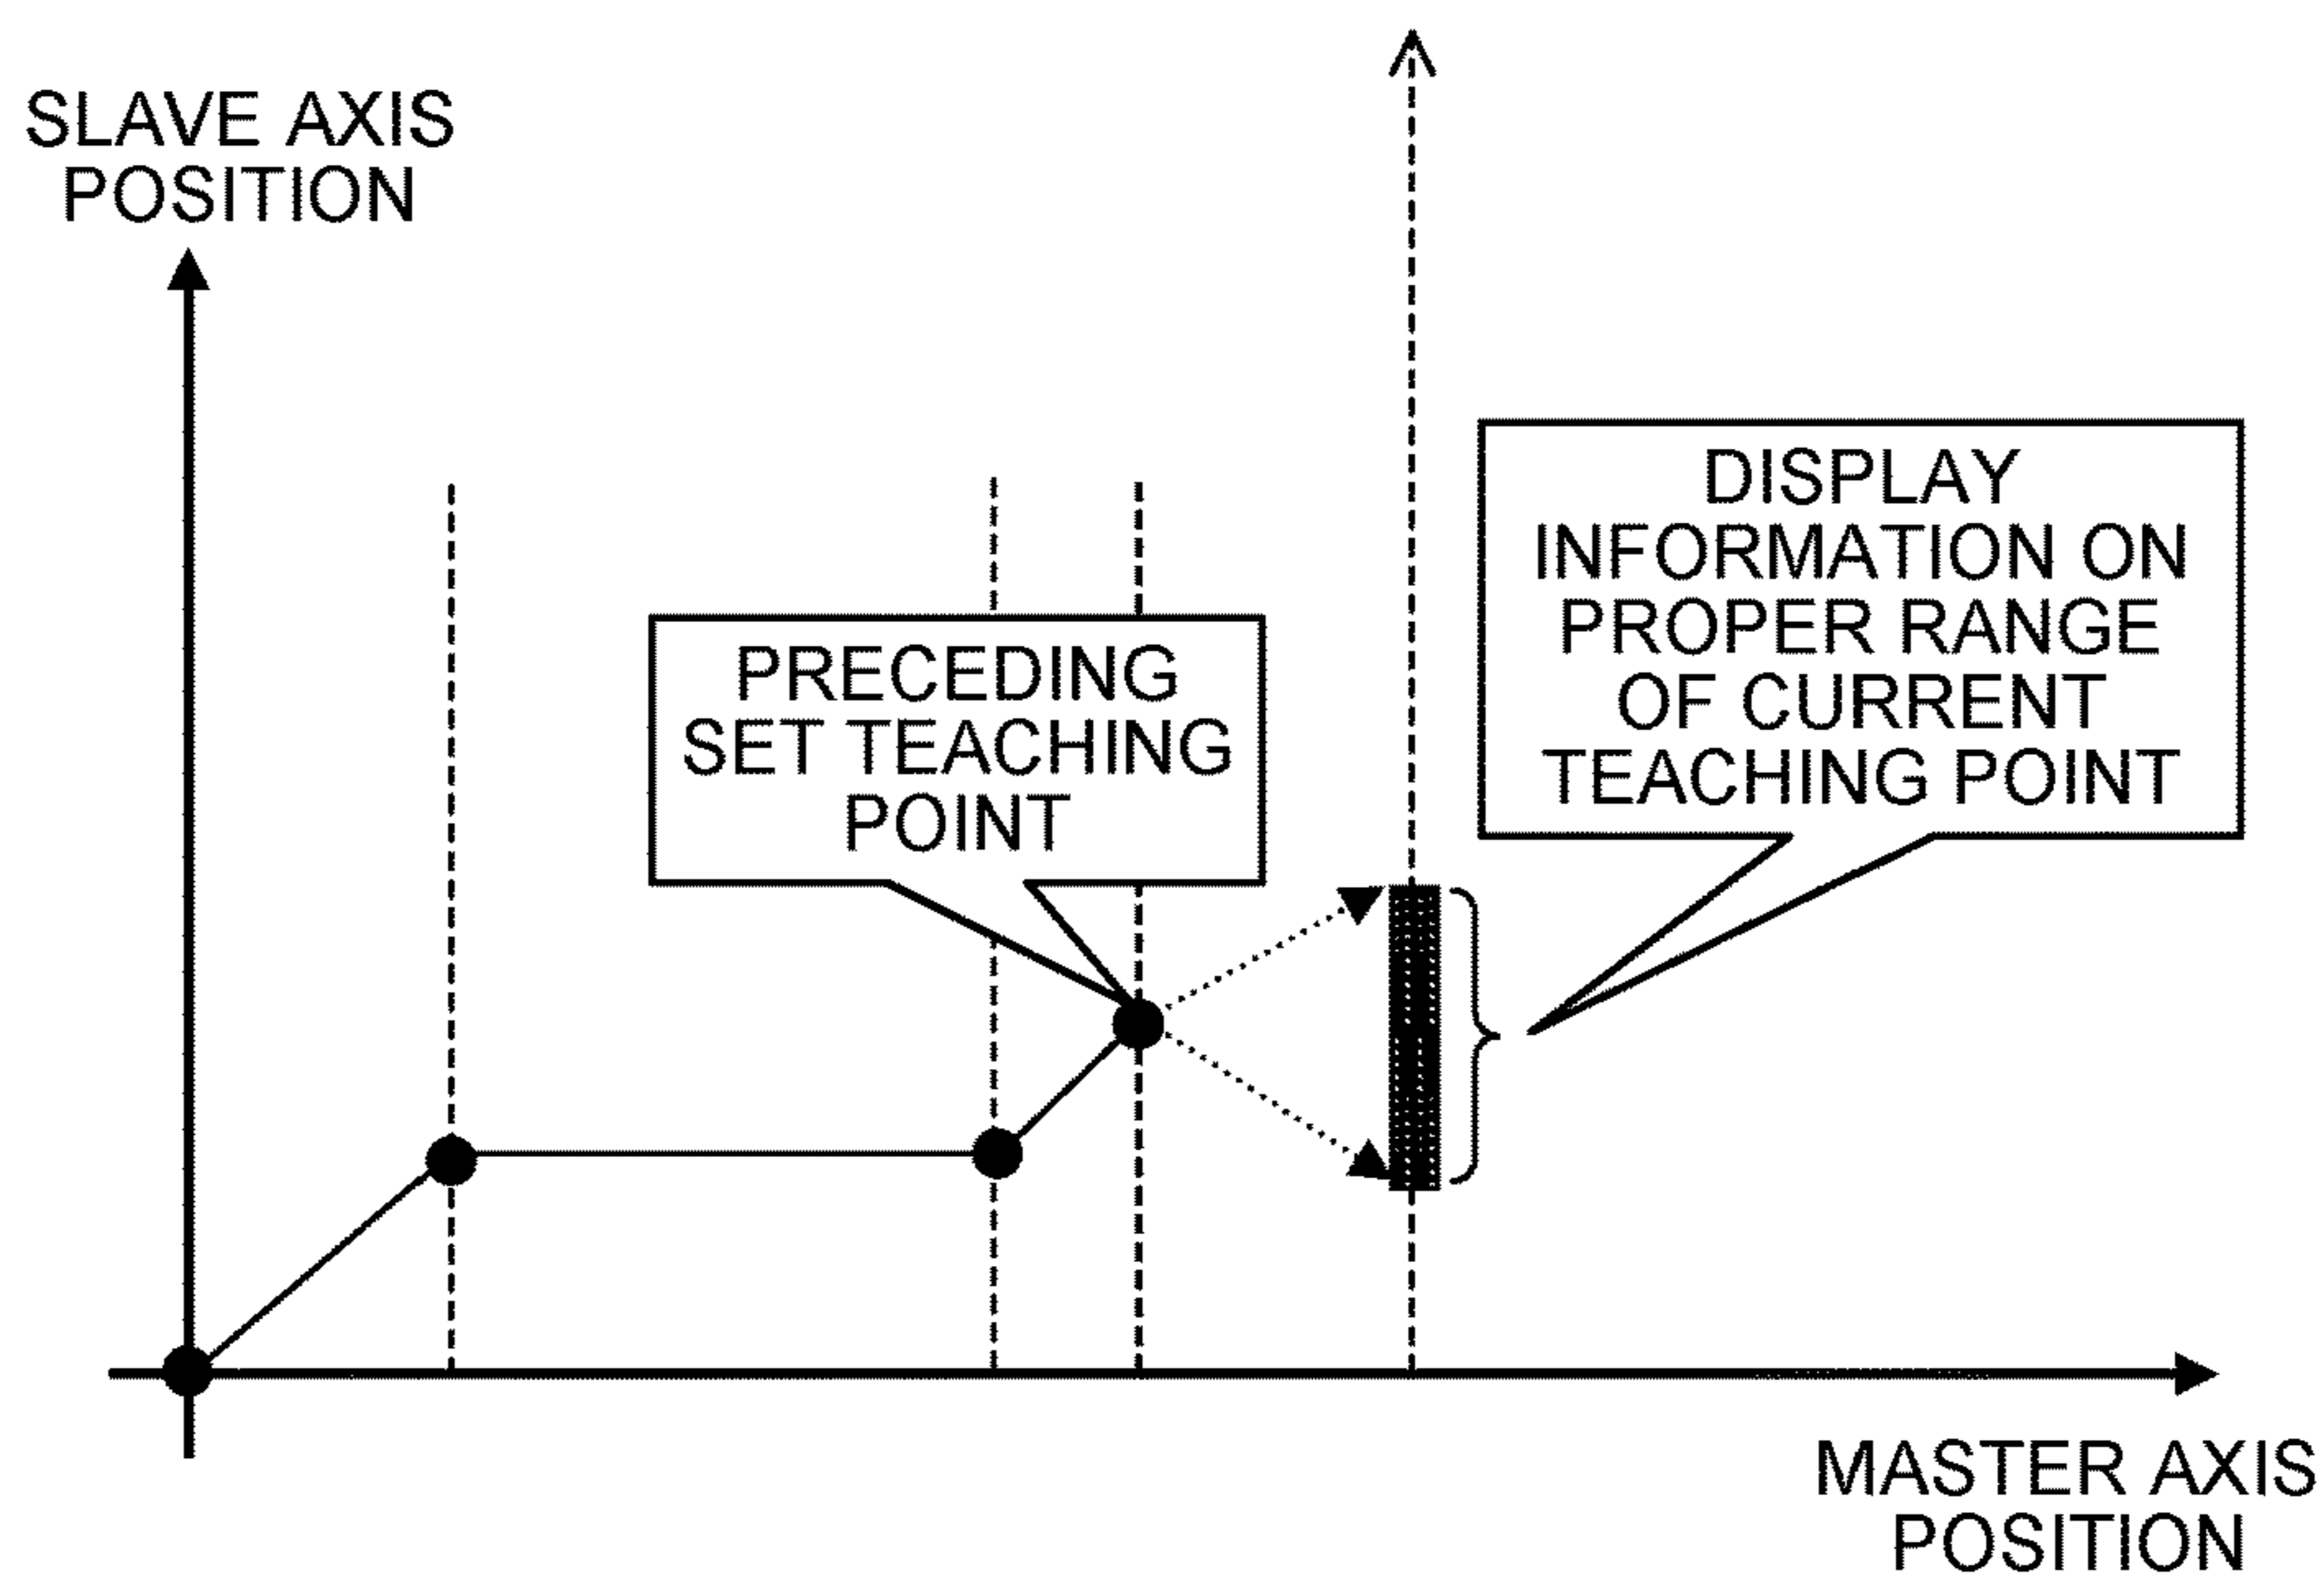 SLAVE AXIS
POSITION
DISPLAY
INFORMATION ON
PROPER RANGE
OF CURRENT
TEACHING POINT
PRECEDING
SET TEACHING
POINT
MASTER AXIS
POSITION